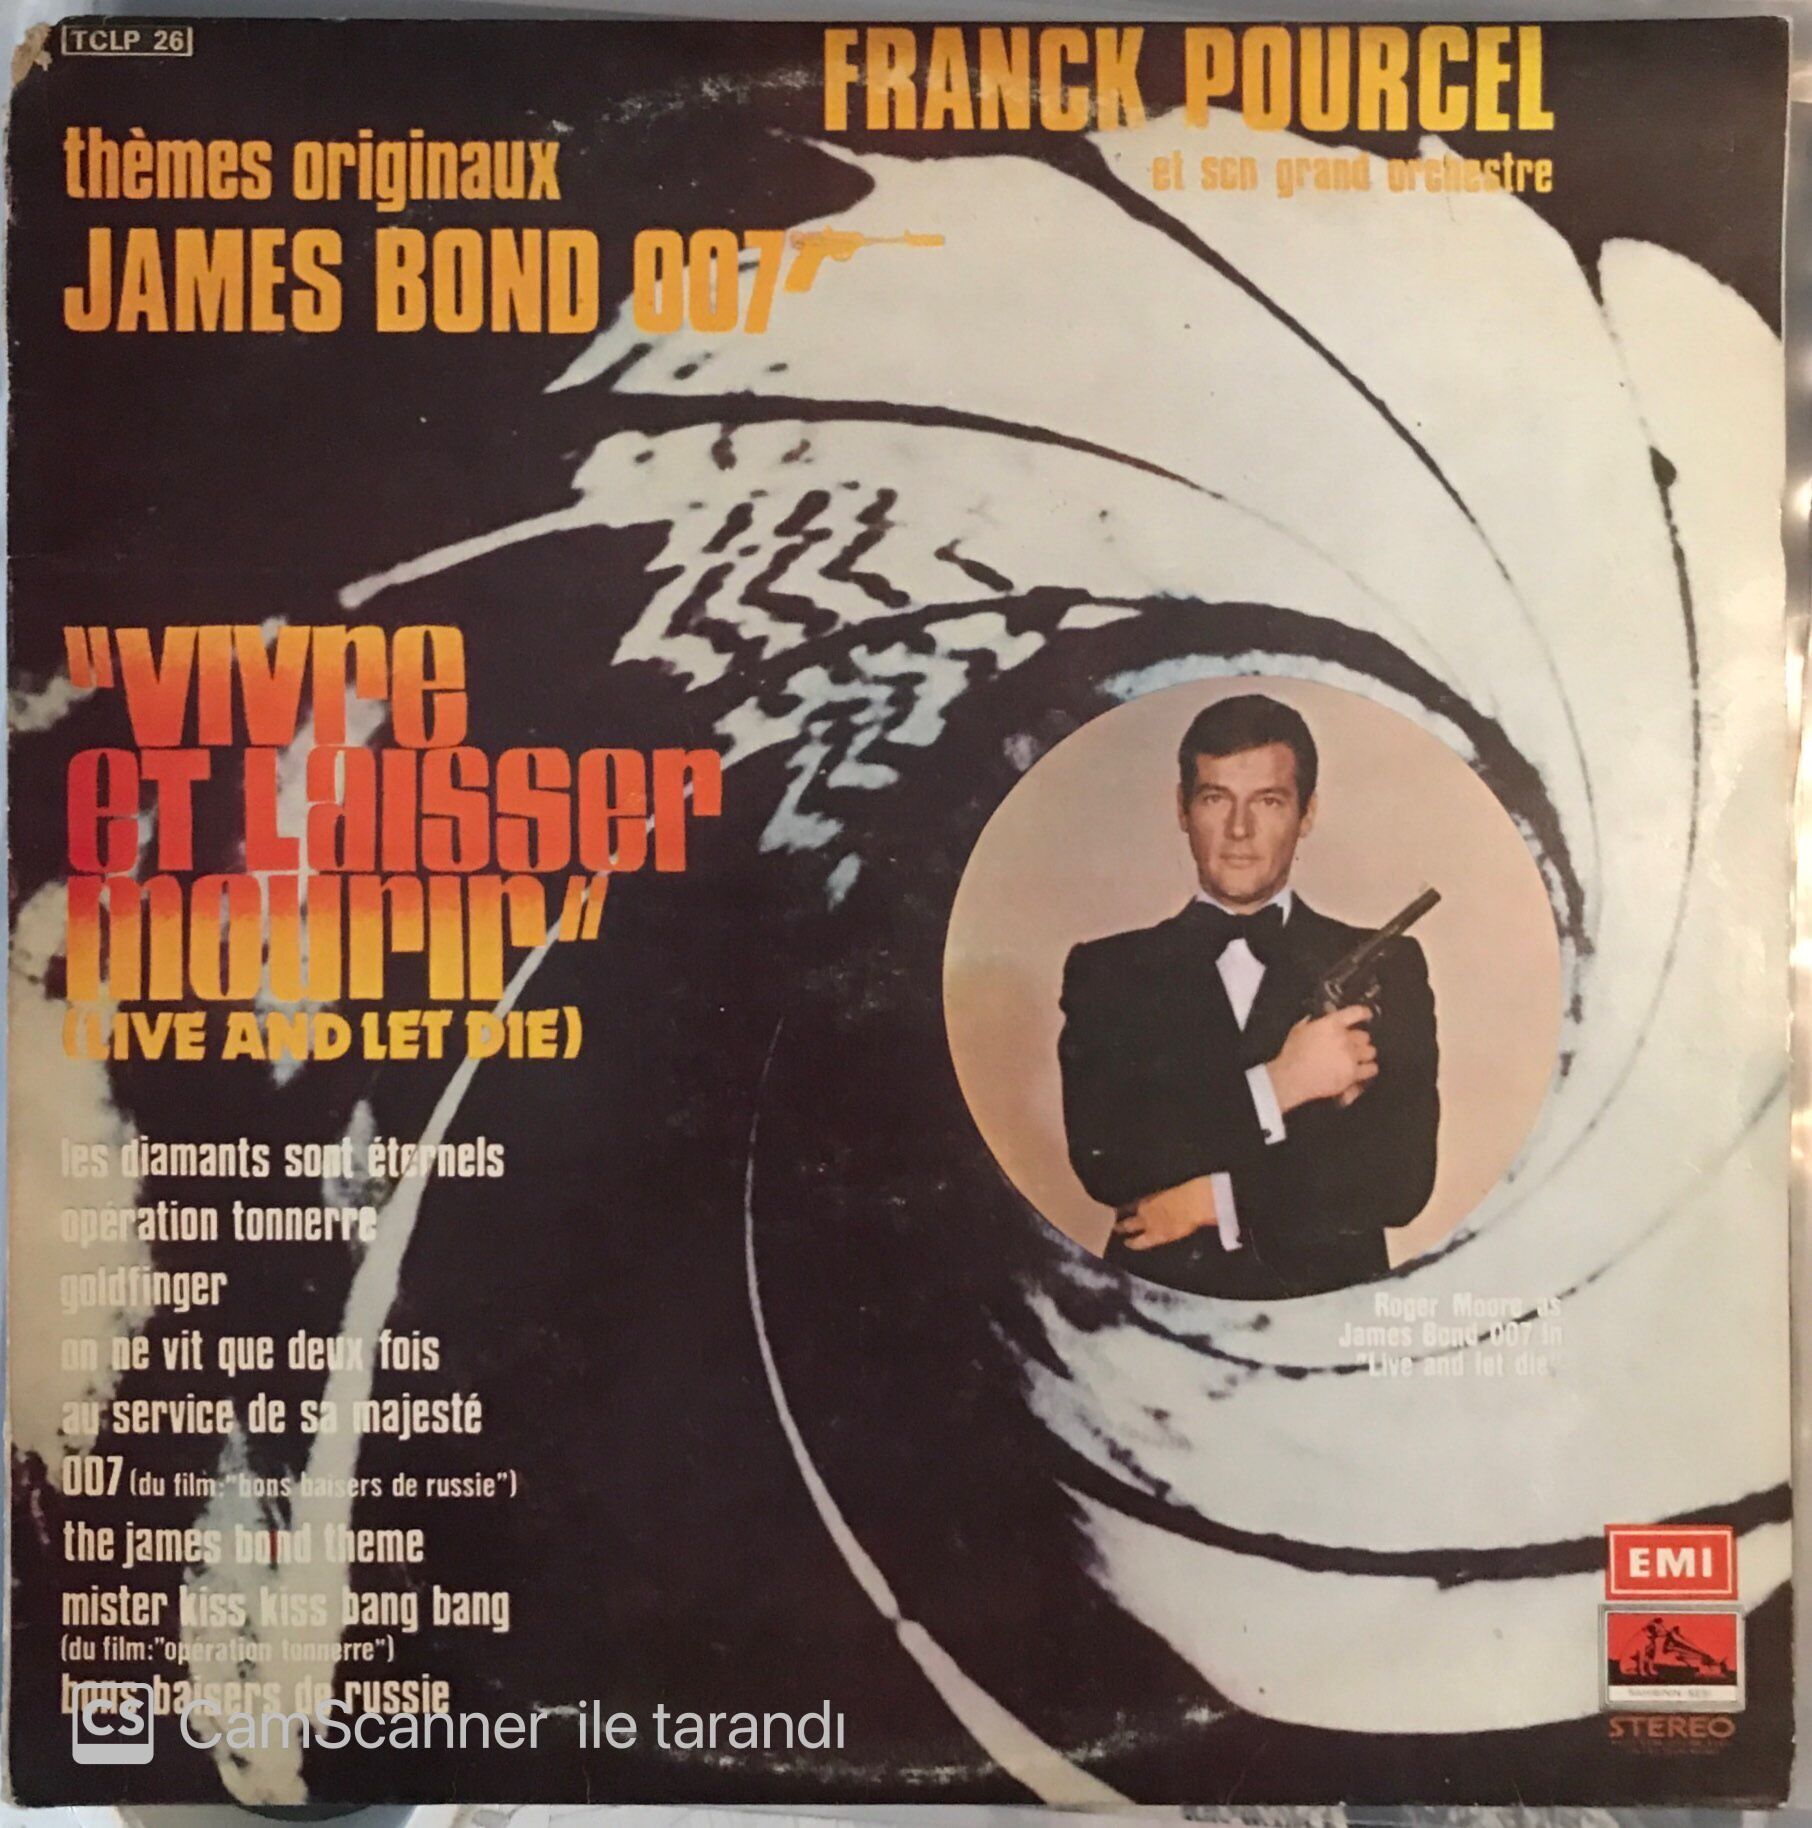 TCLP 26
FRANCK POURCEL
et son grand orchestre
thèmes originaux
JAMES BOND 007
"vivre
et Laisser
mourir"
(LIVE AND LET DIE)
les diamants sont éternels
opération tonnerre
goldfinger
on ne vit que deux fois
au service de sa majesté
007 (du film:"bons baisers de russie")
the james bond theme
mister kiss kiss bang bang
(du film:"opération tonnerre")
bons baisers de russie
Roger Moore as
James Bond 007 in
"Live and let die"
EMI
STEREO
CS CamScanner ile tarandı